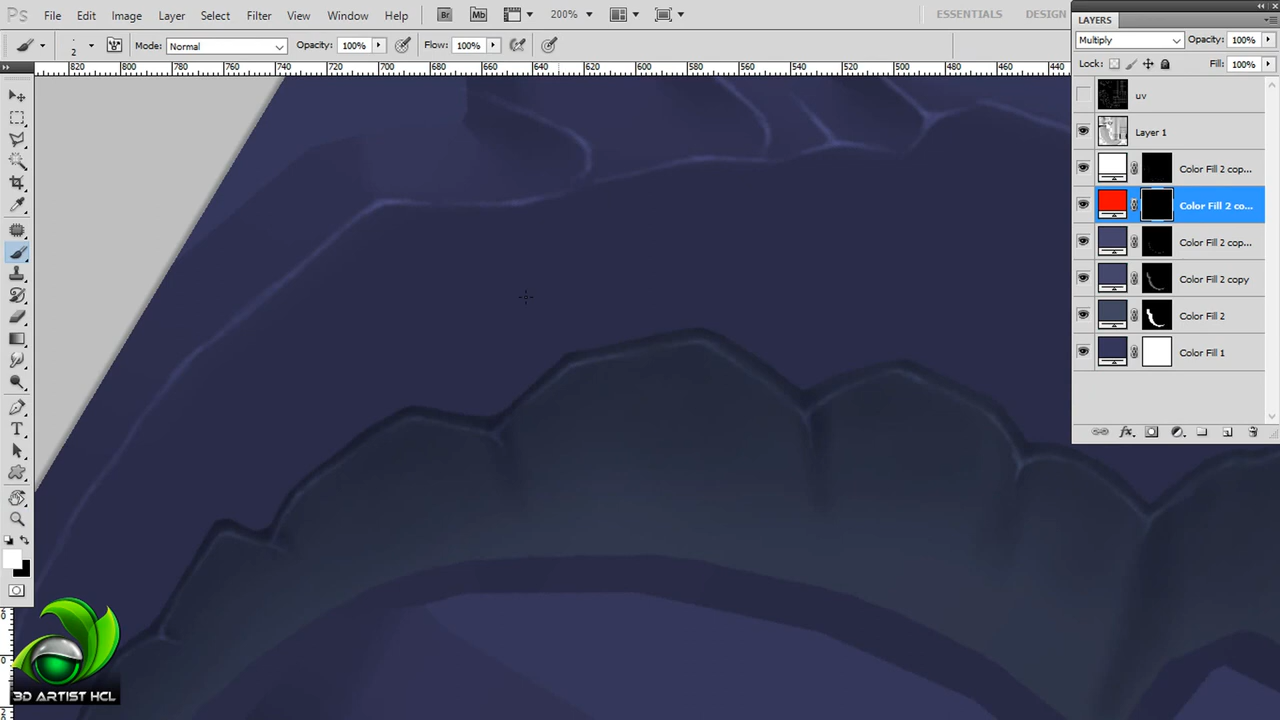 Ps File Edit Image Layer Select Filter View Window Help Br Mb 200% ESSENTIALS DESIGN
2 Mode: Normal Opacity: 100% Flow: 100%
820 800 780 760 740 720 700 680 660 640 620 600 580 560 540 520 500 480 460 440
LAYERS
Multiply Opacity: 100%
Lock: Fill: 100%
uv
Layer 1
Color Fill 2 cop...
Color Fill 2 co...
Color Fill 2 cop...
Color Fill 2 copy
Color Fill 2
Color Fill 1
fx
T
3D ARTIST HCL